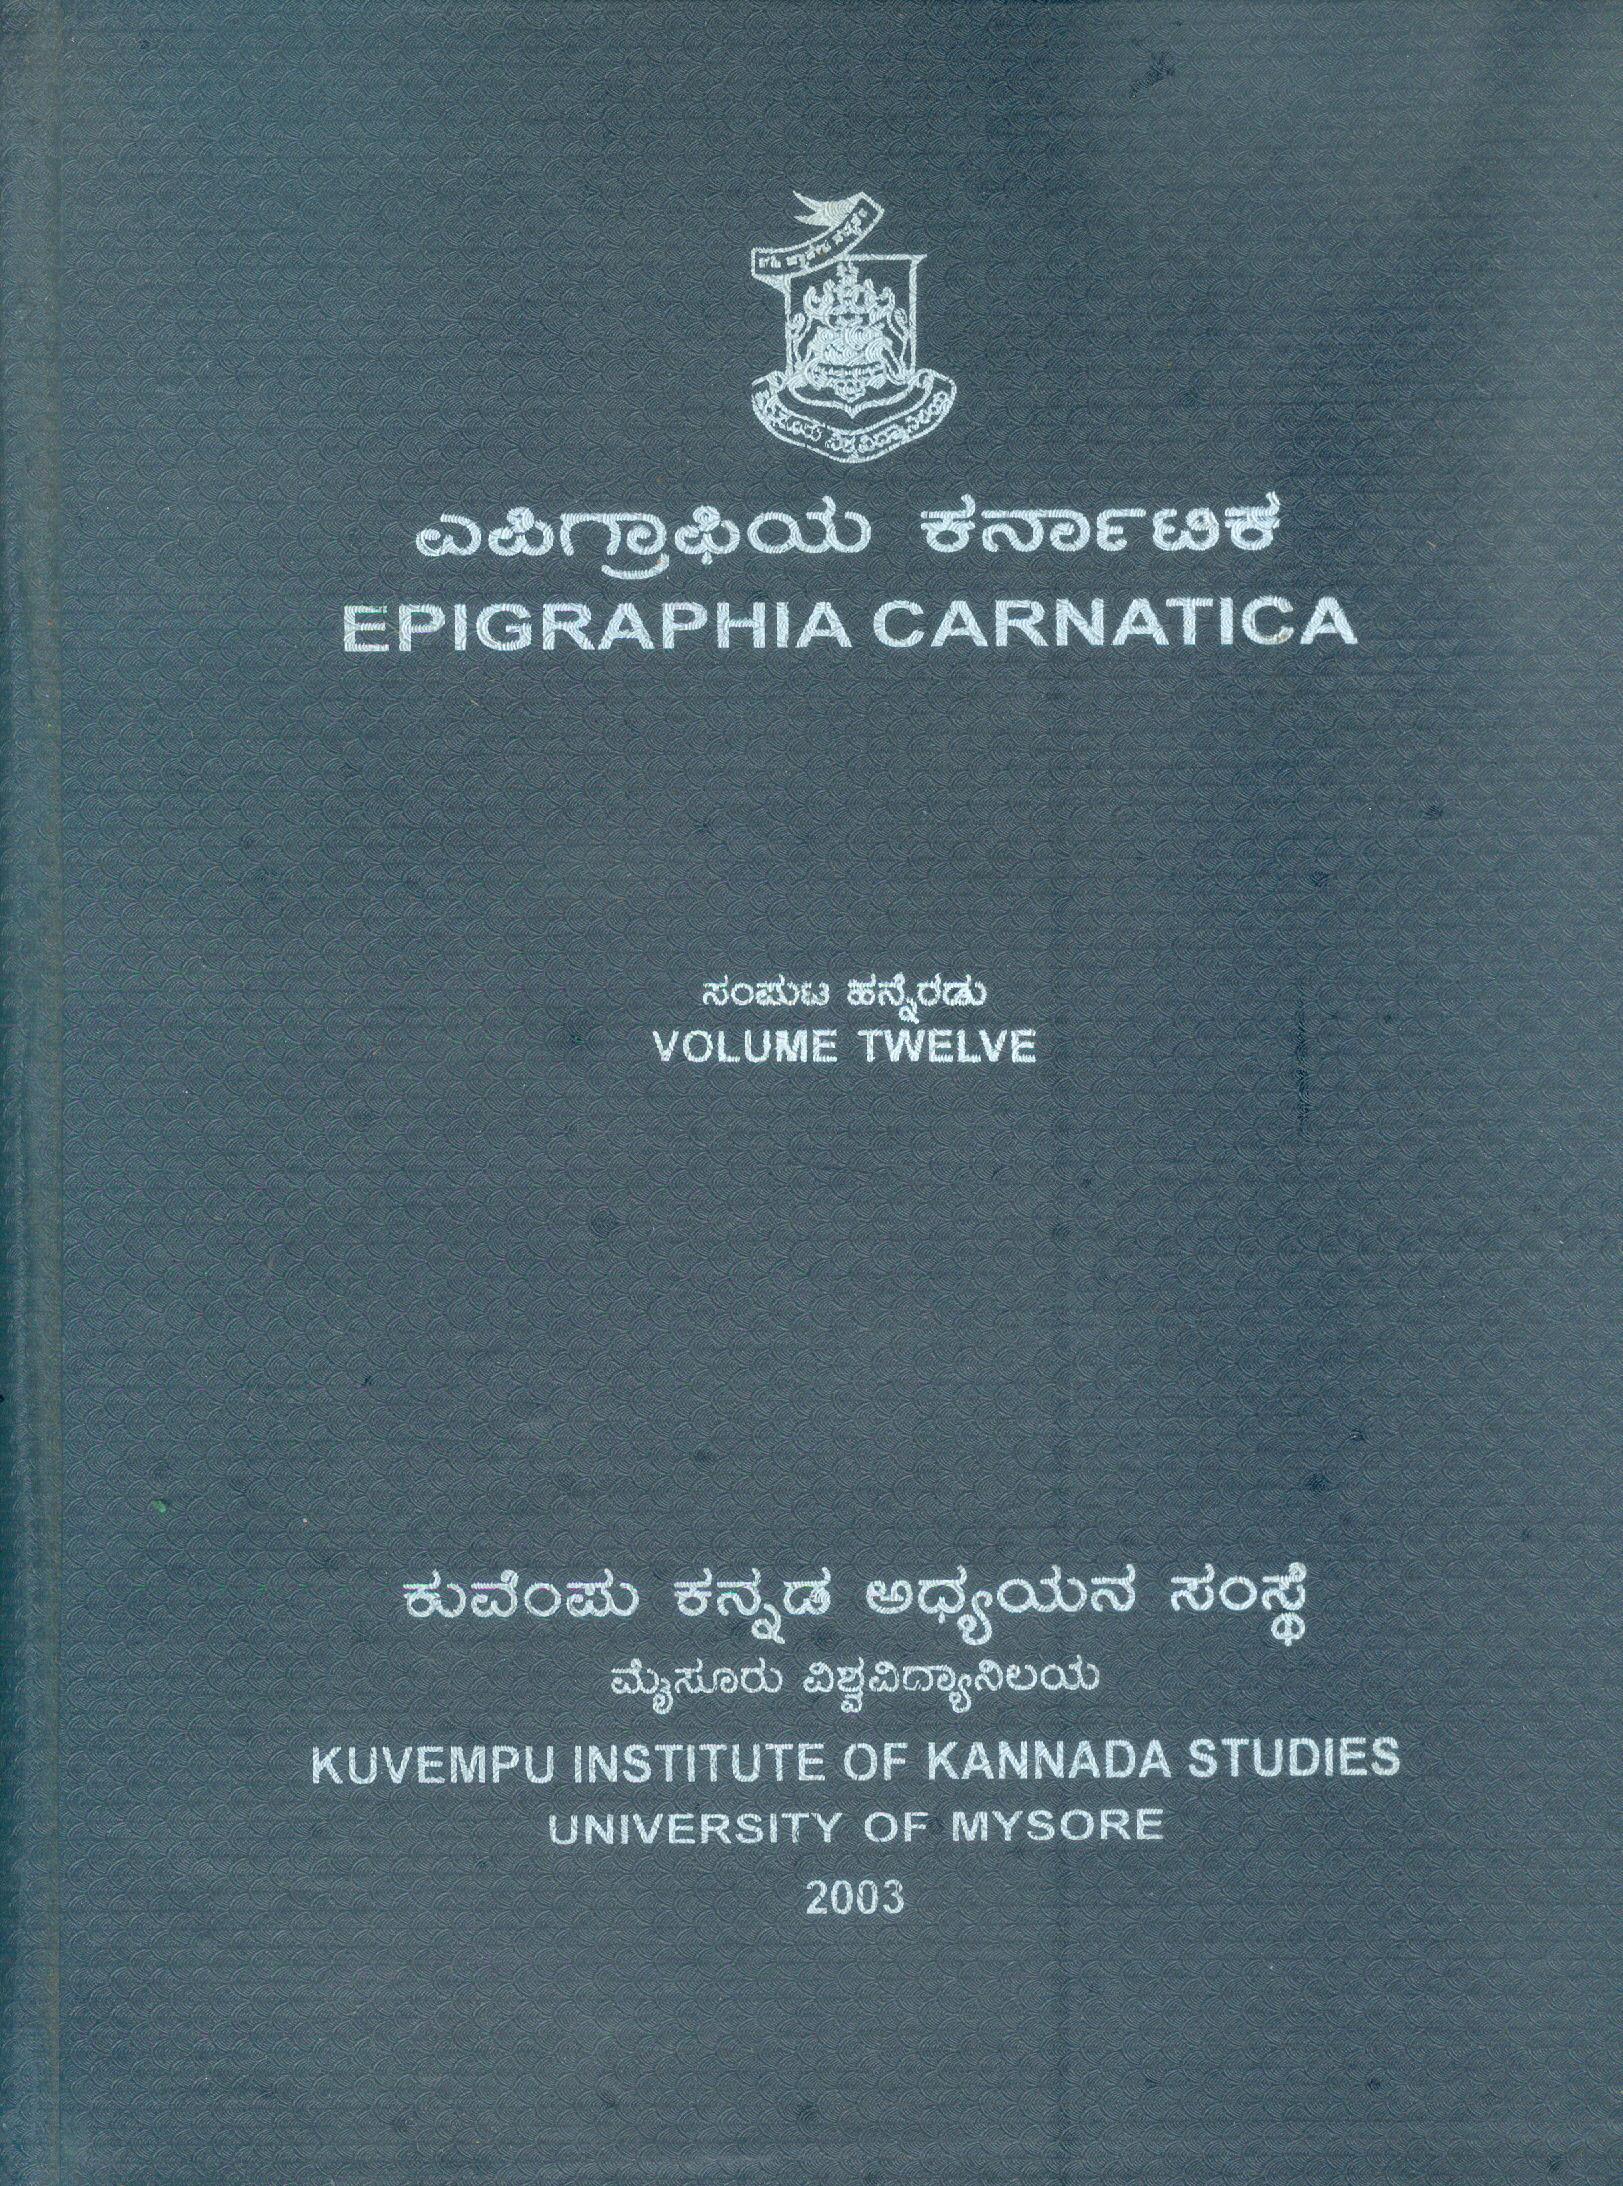 ಎಪಿಗ್ರಾಫಿಯ ಕರ್ನಾಟಿಕ
EPIGRAPHIA CARNATICA
ಸಂಪುಟ ಹನ್ನೆರಡು
VOLUME TWELVE
ಕುವೆಂಪು ಕನ್ನಡ ಅಧ್ಯಯನ ಸಂಸ್ಥೆ
ಮೈಸೂರು ವಿಶ್ವವಿದ್ಯಾನಿಲಯ
KUVEMPU INSTITUTE OF KANNADA STUDIES
UNIVERSITY OF MYSORE
2003